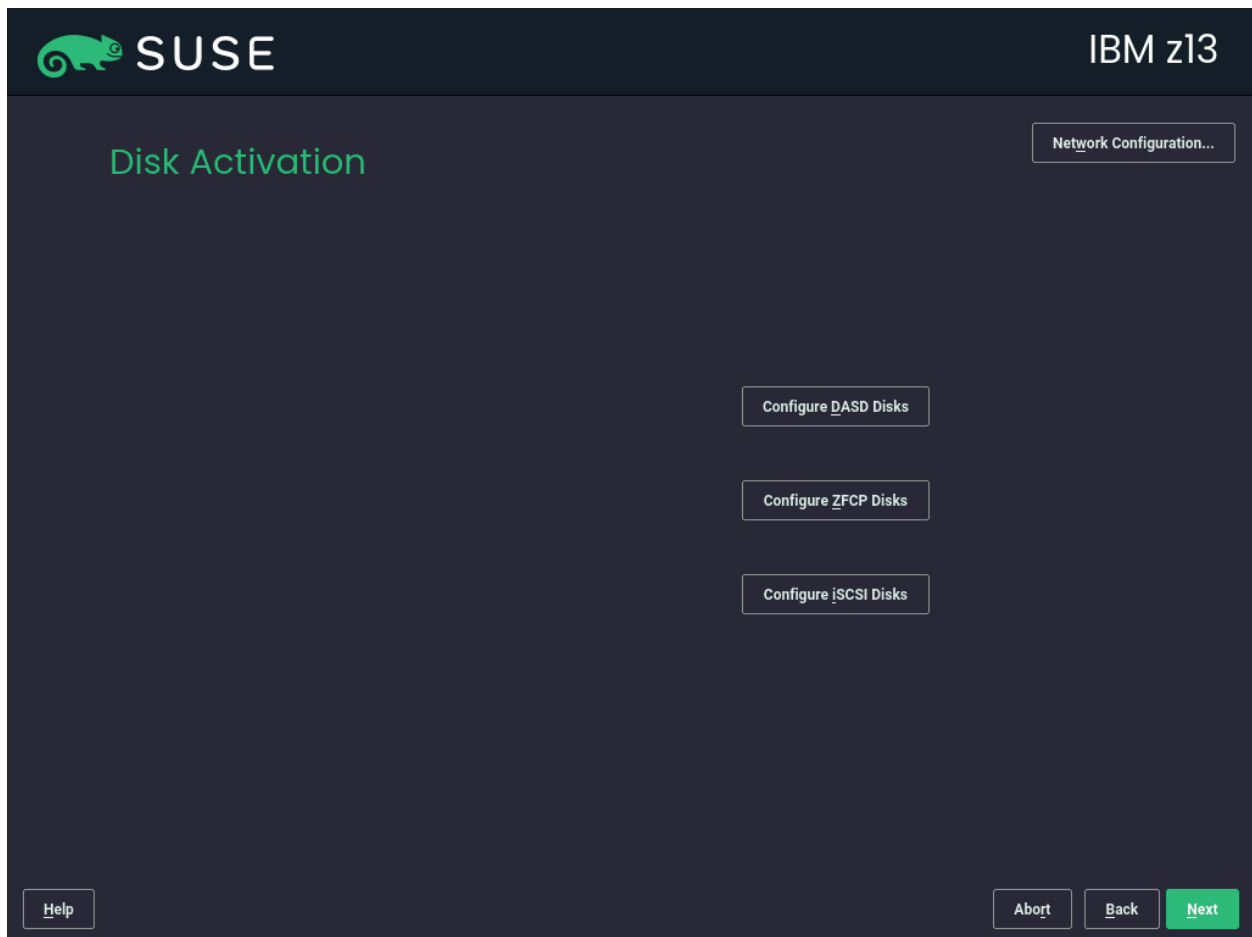 SUSE
IBM z13
Network Configuration...
Disk Activation
Configure DASD Disks
Configure ZFCP Disks
Configure iSCSI Disks
Help
Abort
Back
Next